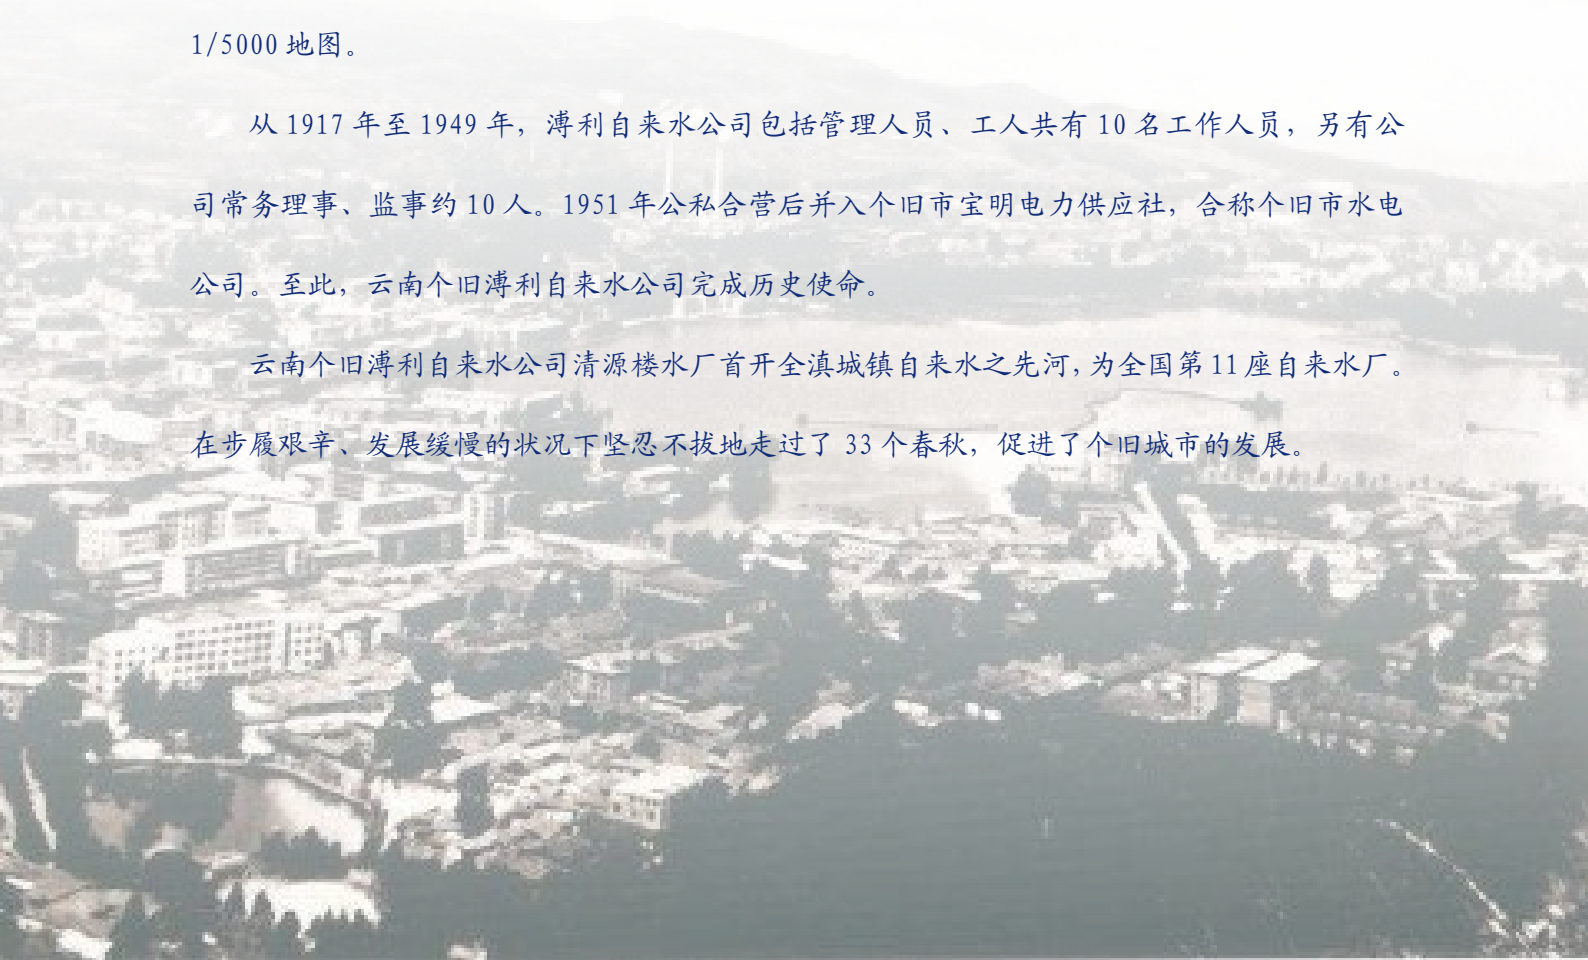 1/5000 地图。
从 1917 年至 1949 年，溥利自来水公司包括管理人员、工人共有 10 名工作人员，另有公
司常务理事、监事约 10 人。1951 年公私合营后并入个旧市宝明电力供应社，合称个旧市水电
公司。至此，云南个旧溥利自来水公司完成历史使命。
云南个旧溥利自来水公司清源楼水厂首开全滇城镇自来水之先河，为全国第 11 座自来水厂。
在步履艰辛、发展缓慢的状况下坚忍不拔地走过了 33 个春秋，促进了个旧城市的发展。